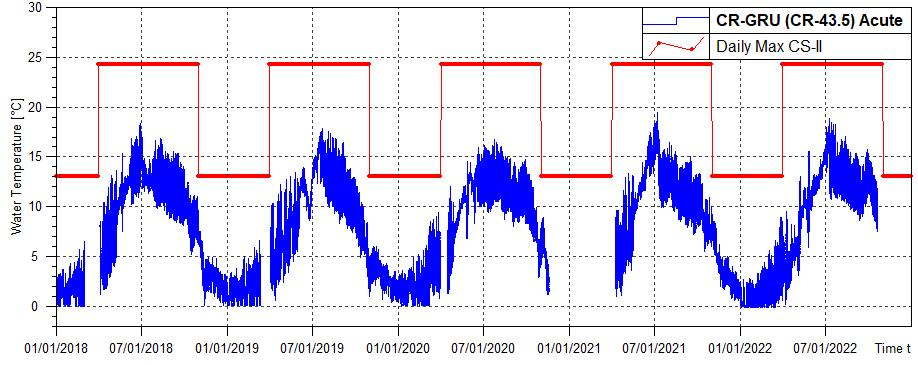 30
25
20
15
10
5
0
Water Temperature [°C]
CR-GRU (CR-43.5) Acute
Daily Max CS-II
01/01/2018 07/01/2018 01/01/2019 07/01/2019 01/01/2020 07/01/2020 01/01/2021 07/01/2021 01/01/2022 07/01/2022 Time t